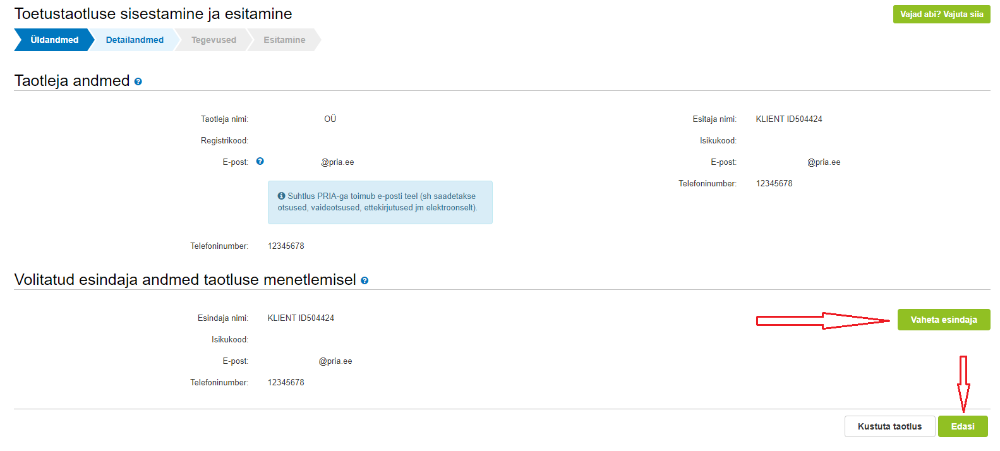 Toetustaotluse sisestamine ja esitamine
Vajad abi? Vajuta siia
Üldandmed
Detailandmed
Tegevused
Esitamine
Taotleja andmed
Taotleja nimi: OÜ
Registrikood:
E-post: @pria.ee
Suhtlus PRIA-ga toimub e-posti teel (sh saadetakse
otsused, vaideotsused, ettekirjutused jm elektroonselt).
Telefoninumber: 12345678
Esitaja nimi: KLIENT ID504424
Isikukood:
E-post: @pria.ee
Telefoninumber: 12345678
Volitatud esindaja andmed taotluse menetlemisel
Esindaja nimi: KLIENT ID504424
Isikukood:
E-post: @pria.ee
Telefoninumber: 12345678
Vaheta esindaja
Kustuta taotlus
Edasi